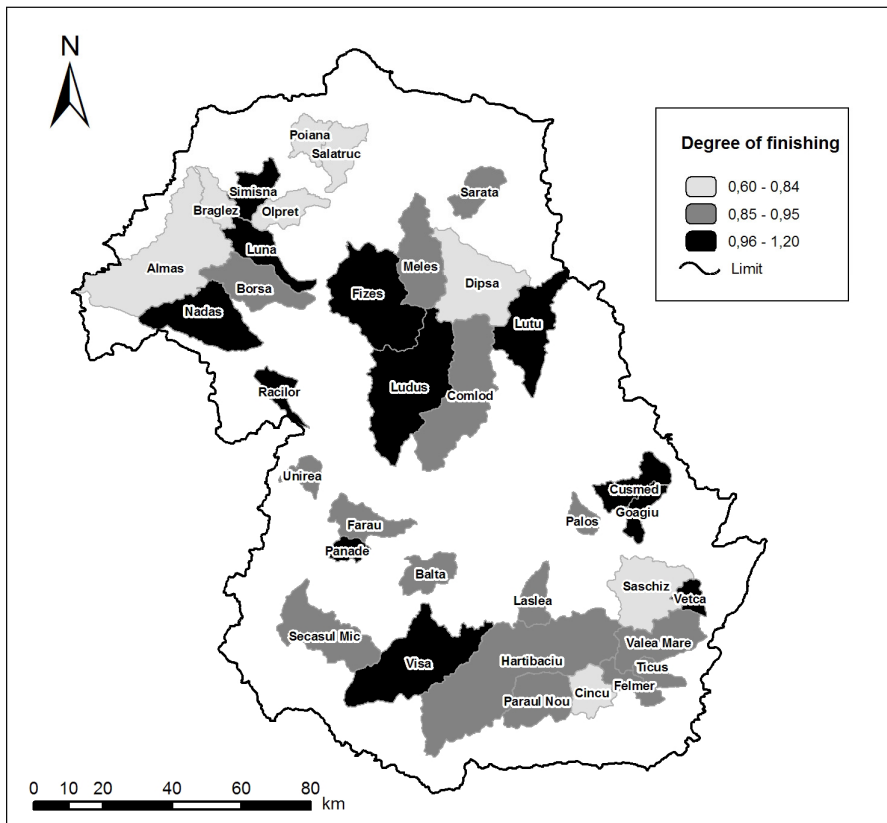 N
Degree of finishing
0,60 - 0,84
0,85 - 0,95
0,96 - 1,20
Limit
Poiana
Salatruc
Simisna
Sarata
Braglez
Olpret
Luna
Almas
Meles
Dipsa
Borsa
Fizes
Nadas
Lutu
Ludus
Racilor
Comlod
Unirea
Cusmed
Goagiu
Farau
Palos
Panade
Balta
Saschiz
Laslea
Vetca
Secasul Mic
Valea Mare
Visa
Hartibaciu
Ticus
Felmer
Cincu
Paraul Nou
0 10 20 40 60 80
km